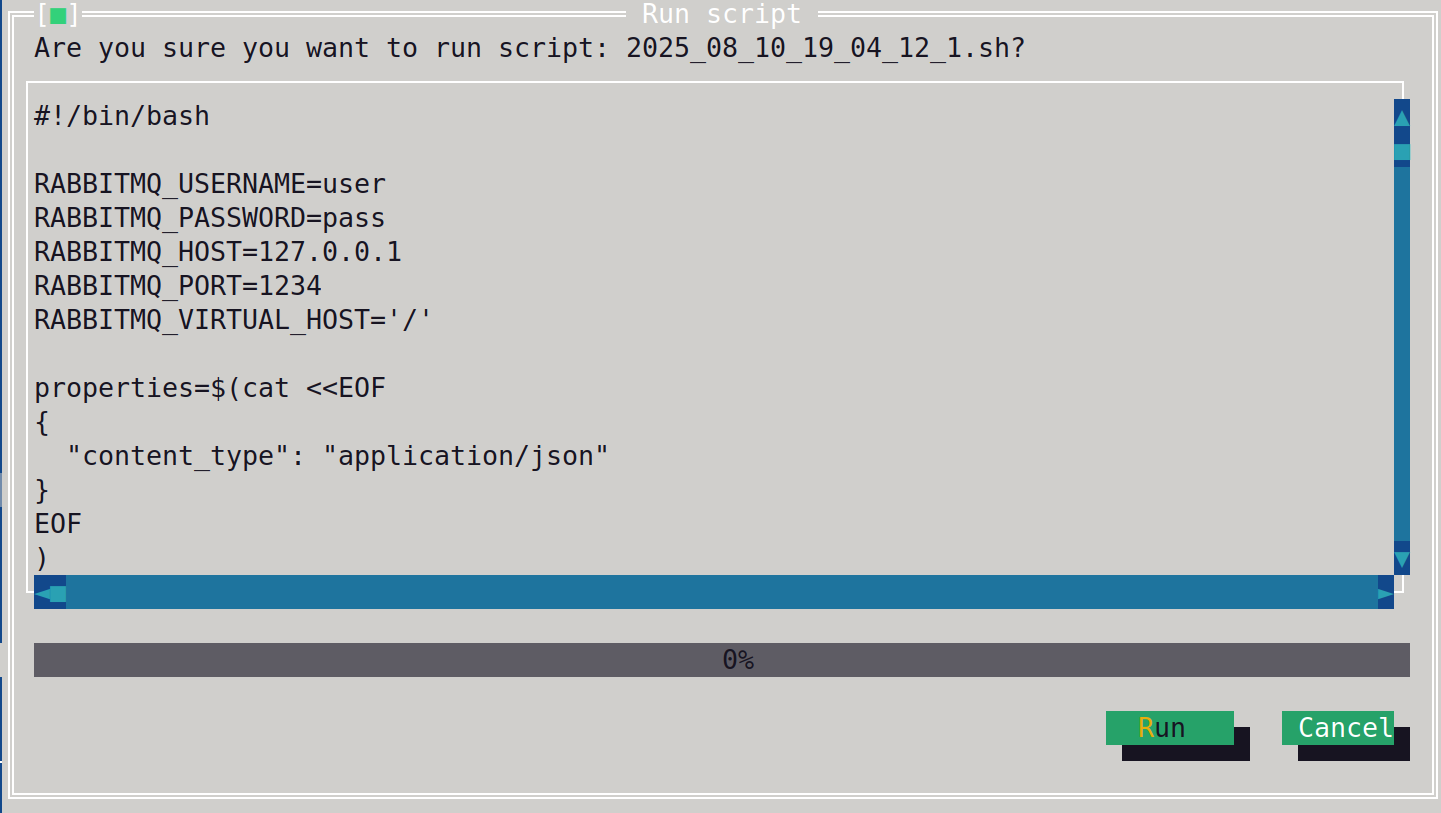 [■] Run script
Are you sure you want to run script: 2025_08_10_19_04_12_1.sh?
#!/bin/bash
RABBITMQ_USERNAME=user
RABBITMQ_PASSWORD=pass
RABBITMQ_HOST=127.0.0.1
RABBITMQ_PORT=1234
RABBITMQ_VIRTUAL_HOST='/'
properties=$(cat <<EOF
{
  "content_type": "application/json"
}
EOF
)
0%
Run Cancel